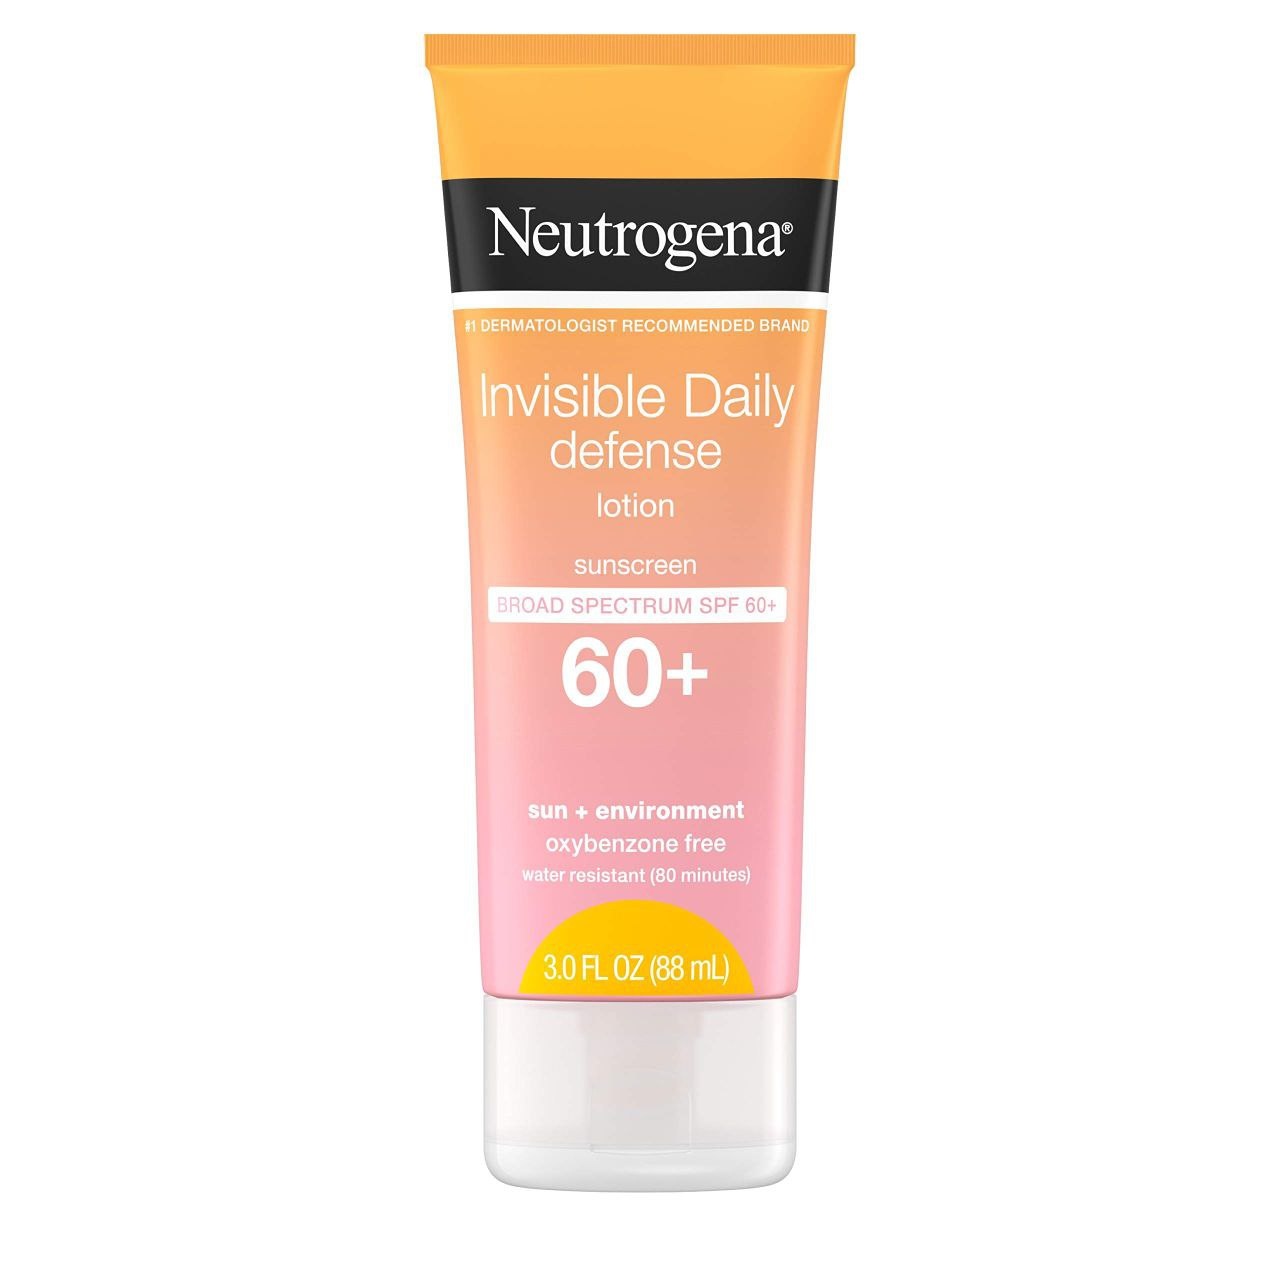 Neutrogena®
#1 DERMATOLOGIST RECOMMENDED BRAND
Invisible Daily
defense
lotion
sunscreen
BROAD SPECTRUM SPF 60+
60+
sun + environment
oxybenzone free
water resistant (80 minutes)
3.0 FL OZ (88 mL)